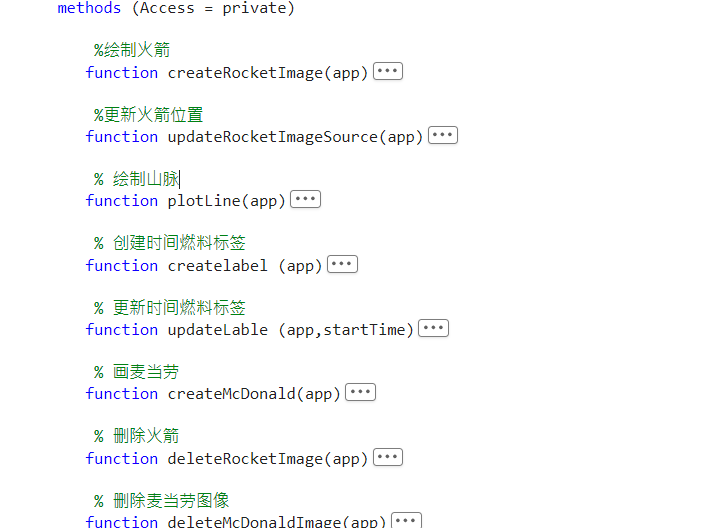 methods (Access = private)
%绘制火箭
function createRocketImage(app)
%更新火箭位置
function updateRocketImageSource(app)
% 绘制山脉
function plotLine(app)
% 创建时间燃料标签
function createlabel (app)
% 更新时间燃料标签
function updateLable (app,startTime)
% 画麦当劳
function createMcDonald(app)
% 删除火箭
function deleteRocketImage(app)
% 删除麦当劳图像
function deleteMcDonaldImage(app)